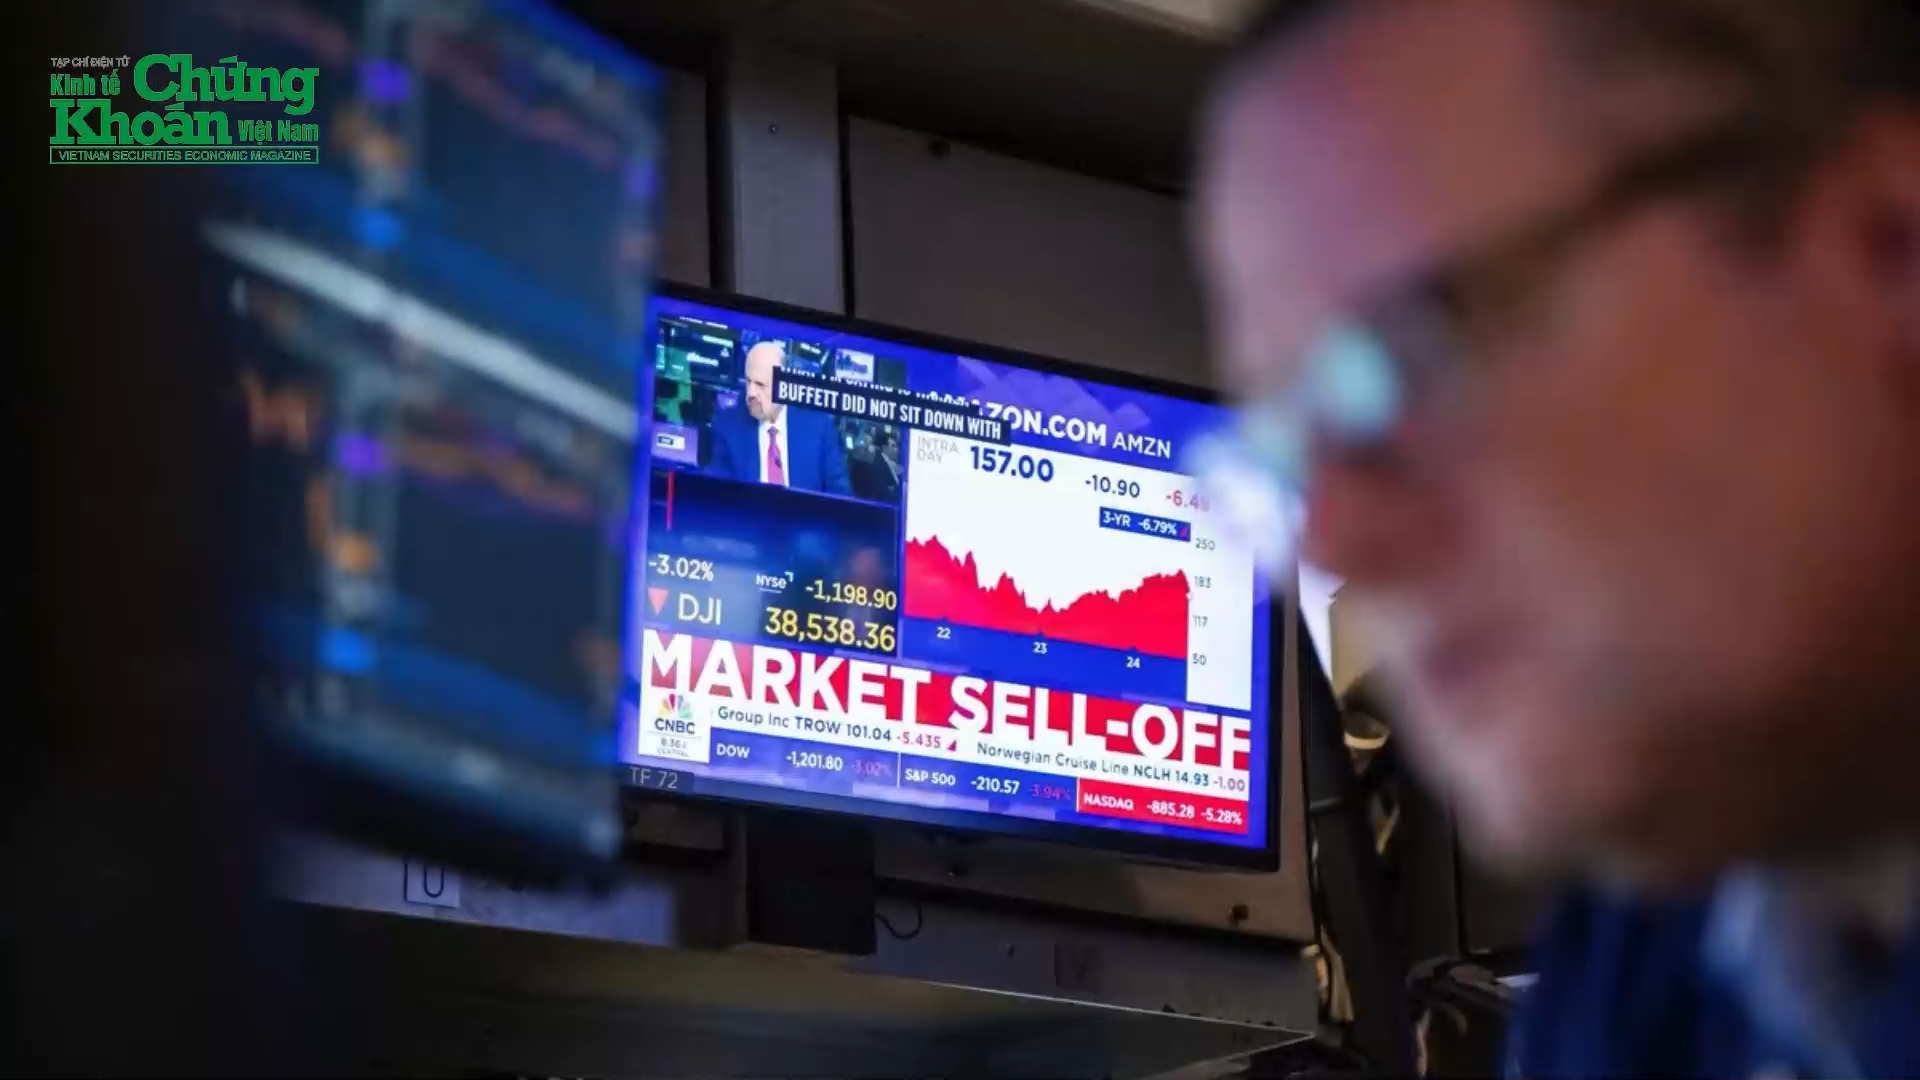 TẠP CHÍ ĐIỆN TỬ
Kinh tế Chứng
Khoán Việt Nam
VIETNAM SECURITIES ECONOMIC MAGAZINE
BUFFETT DID NOT SIT DOWN WITH
ZON.COM AMZN
INTRA DAY 157.00 -10.90 -6.4
3-YR -6.79%
250
183
117
50
22 23 24
-3.02% NYSE -1,198.90
DJI 38,538.36
MARKET SELL-OFF
CNBC
Group Inc TROW 101.04 -5.435 Norwegian Cruise Line NCLH 14.93 -1.00
DOW -1,201.80 -3.02% S&P 500 -210.57 -3.94% NASDAQ -885.28 -5.28%
TF 72
U